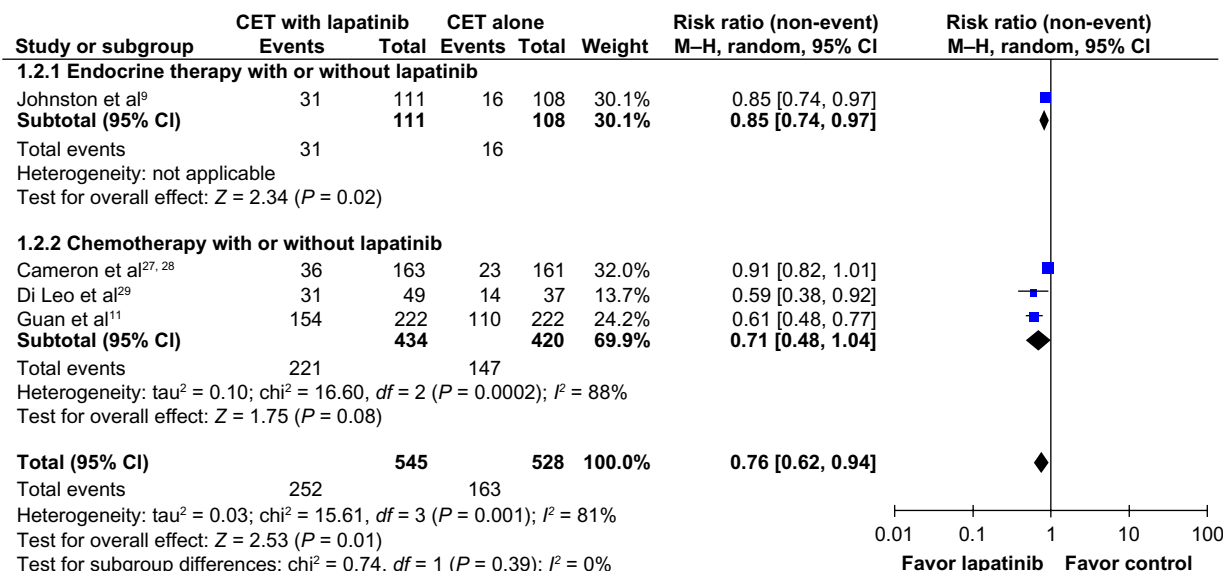 CET with lapatinib CET alone Risk ratio (non-event) Risk ratio (non-event)
Study or subgroup Events Total Events Total Weight M–H, random, 95% CI M–H, random, 95% CI
1.2.1 Endocrine therapy with or without lapatinib
Johnston et al⁹ 31 111 16 108 30.1% 0.85 [0.74, 0.97]
Subtotal (95% CI) 111 108 30.1% 0.85 [0.74, 0.97]
Total events 31 16
Heterogeneity: not applicable
Test for overall effect: Z = 2.34 (P = 0.02)
1.2.2 Chemotherapy with or without lapatinib
Cameron et al²⁷, ²⁸ 36 163 23 161 32.0% 0.91 [0.82, 1.01]
Di Leo et al²⁹ 31 49 14 37 13.7% 0.59 [0.38, 0.92]
Guan et al¹¹ 154 222 110 222 24.2% 0.61 [0.48, 0.77]
Subtotal (95% CI) 434 420 69.9% 0.71 [0.48, 1.04]
Total events 221 147
Heterogeneity: tau² = 0.10; chi² = 16.60, df = 2 (P = 0.0002); I² = 88%
Test for overall effect: Z = 1.75 (P = 0.08)
Total (95% CI) 545 528 100.0% 0.76 [0.62, 0.94]
Total events 252 163
Heterogeneity: tau² = 0.03; chi² = 15.61, df = 3 (P = 0.001); I² = 81%
Test for overall effect: Z = 2.53 (P = 0.01)
Test for subgroup differences: chi² = 0.74, df = 1 (P = 0.39); I² = 0%
0.01 0.1 1 10 100
Favor lapatinib Favor control